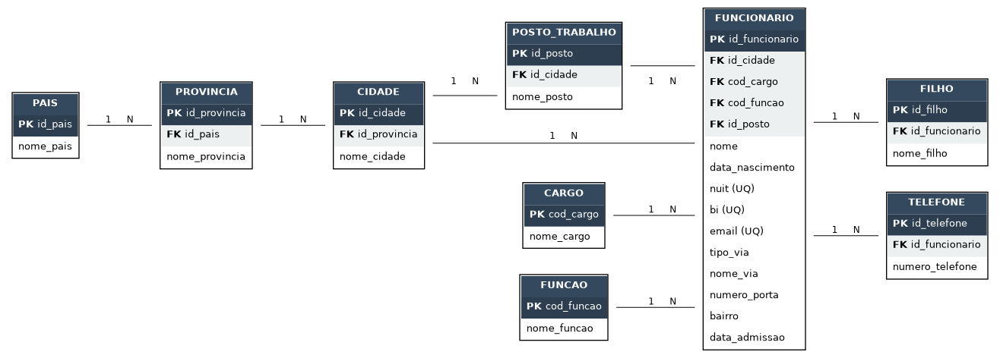 PAIS
PK id_pais
nome_pais
1 N
PROVINCIA
PK id_provincia
FK id_pais
nome_provincia
1 N
CIDADE
PK id_cidade
FK id_provincia
nome_cidade
1 N
1 N
POSTO_TRABALHO
PK id_posto
FK id_cidade
nome_posto
1 N
CARGO
PK cod_cargo
nome_cargo
1 N
FUNCAO
PK cod_funcao
nome_funcao
1 N
FUNCIONARIO
PK id_funcionario
FK id_cidade
FK cod_cargo
FK cod_funcao
FK id_posto
nome
data_nascimento
nuit (UQ)
bi (UQ)
email (UQ)
tipo_via
nome_via
numero_porta
bairro
data_admissao
1 N
FILHO
PK id_filho
FK id_funcionario
nome_filho
1 N
TELEFONE
PK id_telefone
FK id_funcionario
numero_telefone